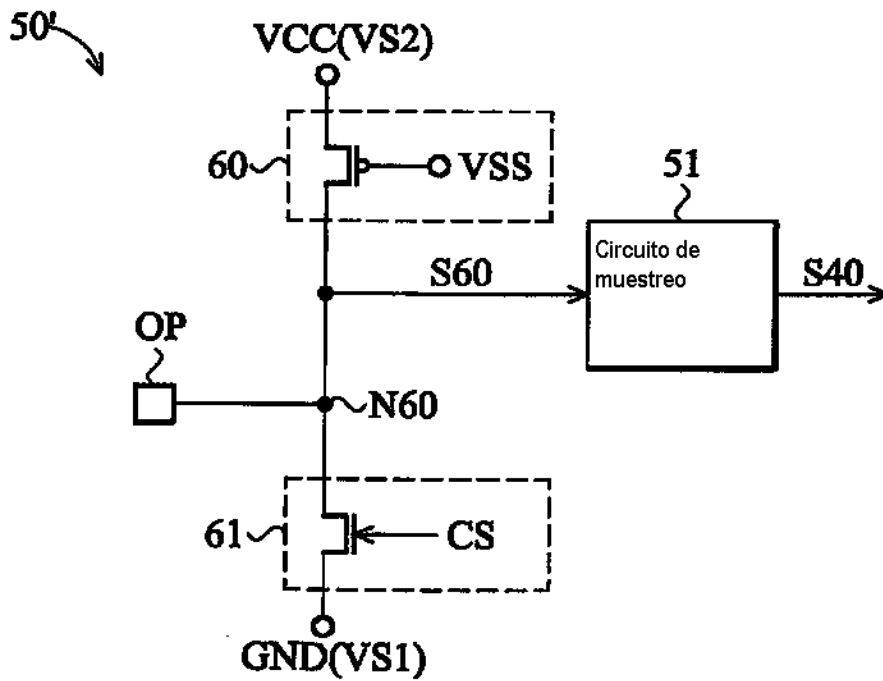 50'
VCC(VS2)
60
VSS
51
Circuito de
muestreo
S60
S40
OP
N60
61
CS
GND(VS1)